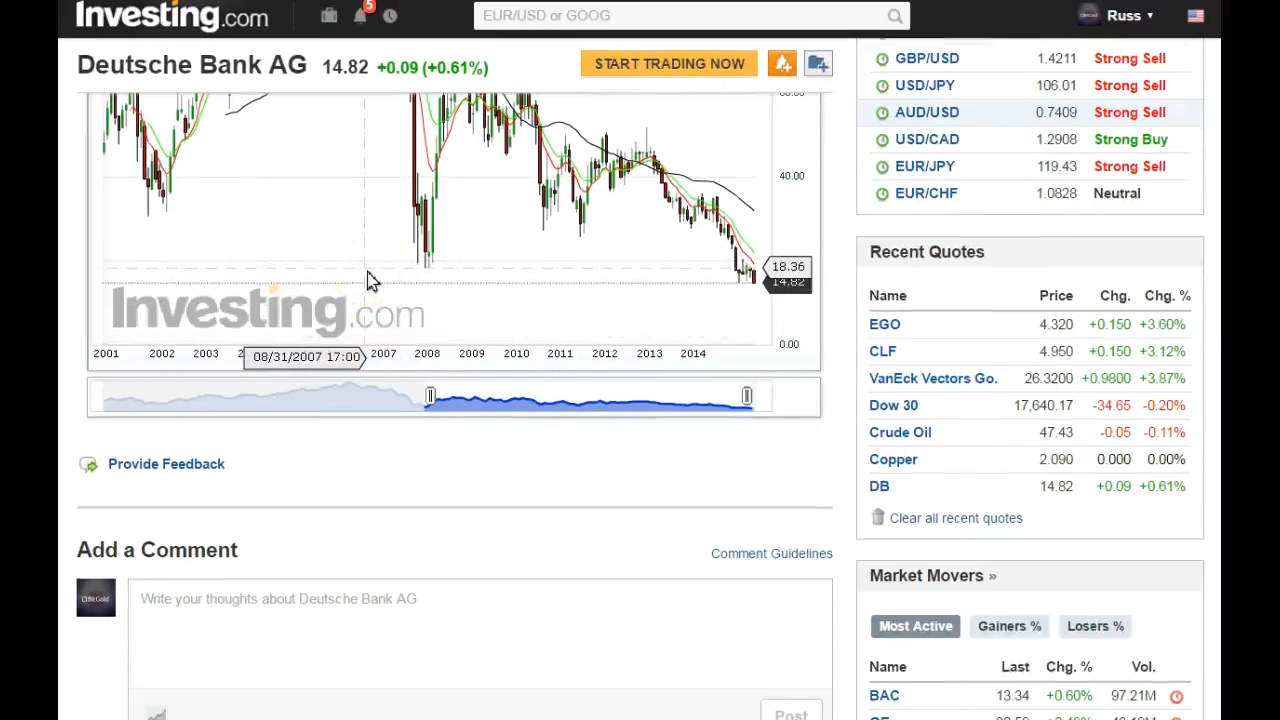 Investing.com
5
EUR/USD or GOOG
Russ
Deutsche Bank AG 14.82 +0.09 (+0.61%)
START TRADING NOW
40.00
18.36
14.82
Investing.com
0.00
2001 2002 2003 2007 2008 2009 2010 2011 2012 2013 2014
08/31/2007 17:00
Provide Feedback
Add a Comment
Comment Guidelines
BitGold
Write your thoughts about Deutsche Bank AG
Post
GBP/USD 1.4211 Strong Sell
USD/JPY 106.01 Strong Sell
AUD/USD 0.7409 Strong Sell
USD/CAD 1.2908 Strong Buy
EUR/JPY 119.43 Strong Sell
EUR/CHF 1.0828 Neutral
Recent Quotes
Name Price Chg. Chg. %
EGO 4.320 +0.150 +3.60%
CLF 4.950 +0.150 +3.12%
VanEck Vectors Go. 26.3200 +0.9800 +3.87%
Dow 30 17,640.17 -34.65 -0.20%
Crude Oil 47.43 -0.05 -0.11%
Copper 2.090 0.000 0.00%
DB 14.82 +0.09 +0.61%
Clear all recent quotes
Market Movers »
Most Active Gainers % Losers %
Name Last Chg. % Vol.
BAC 13.34 +0.60% 97.21M